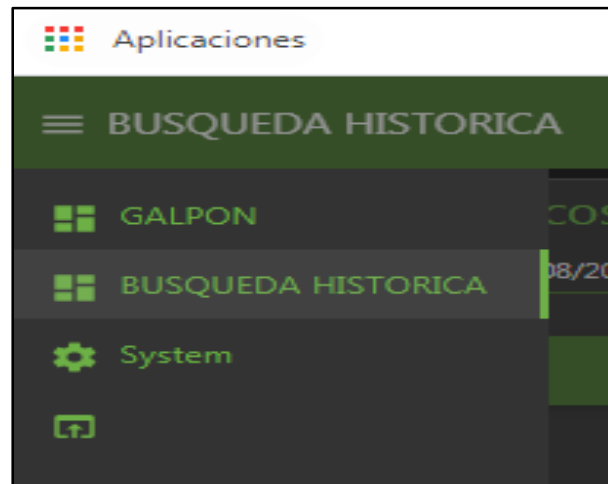 Aplicaciones
BUSQUEDA HISTORICA
GALPON
BUSQUEDA HISTORICA
System